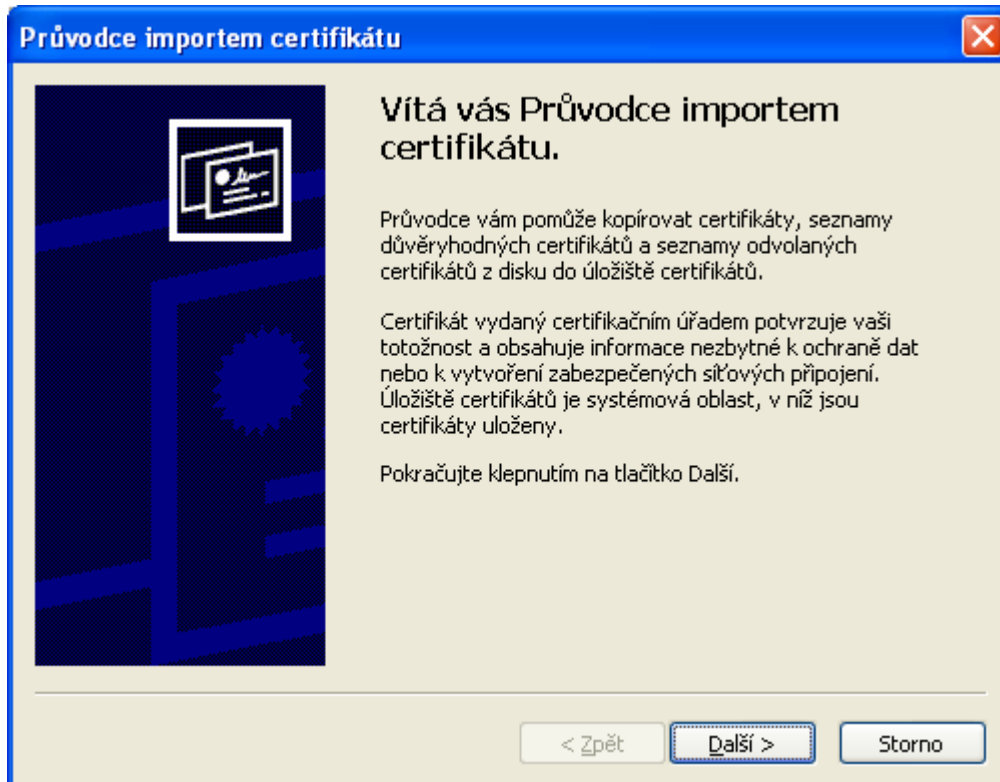 Průvodce importem certifikátu
Vítá vás Průvodce importem
certifikátu.
Průvodce vám pomůže kopírovat certifikáty, seznamy
důvěryhodných certifikátů a seznamy odvolaných
certifikátů z disku do úložiště certifikátů.
Certifikát vydaný certifikačním úřadem potvrzuje vaši
totožnost a obsahuje informace nezbytné k ochraně dat
nebo k vytvoření zabezpečených síťových připojení.
Úložiště certifikátů je systémová oblast, v níž jsou
certifikáty uloženy.
Pokračujte klepnutím na tlačítko Další.
< Zpět
Další >
Storno